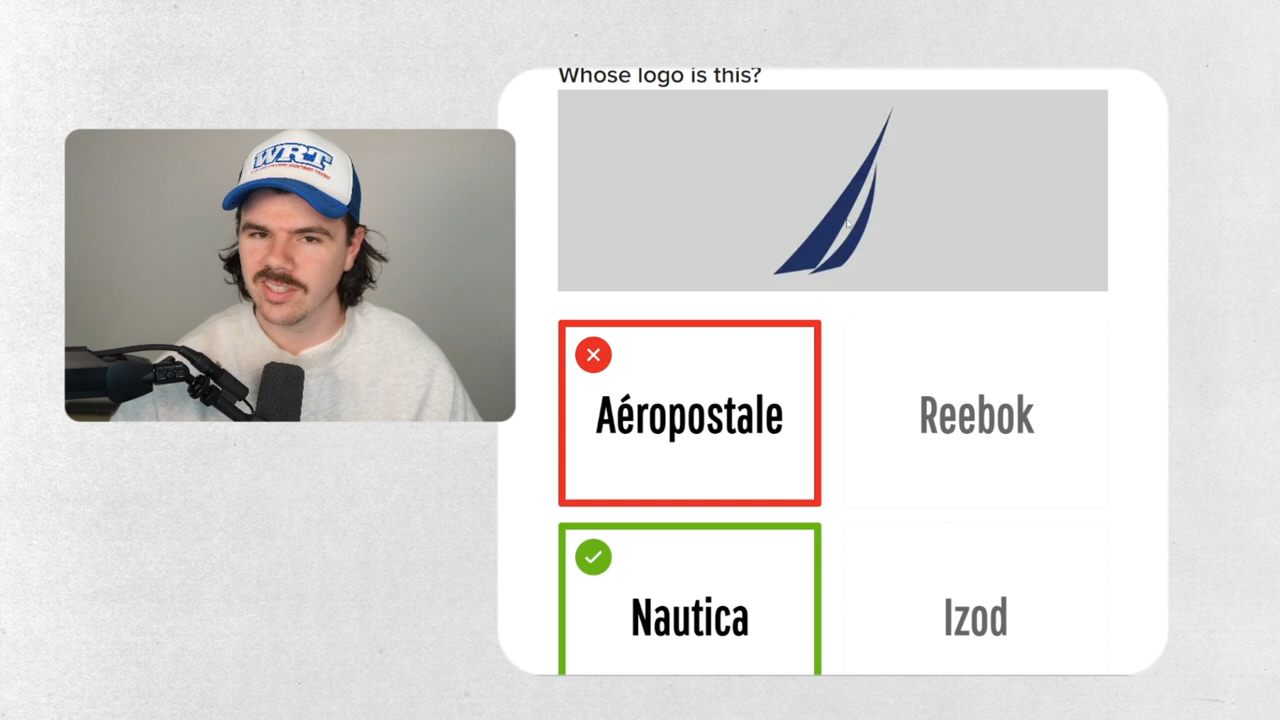 Whose logo is this?
WRT
Aéropostale
Reebok
Nautica
Izod